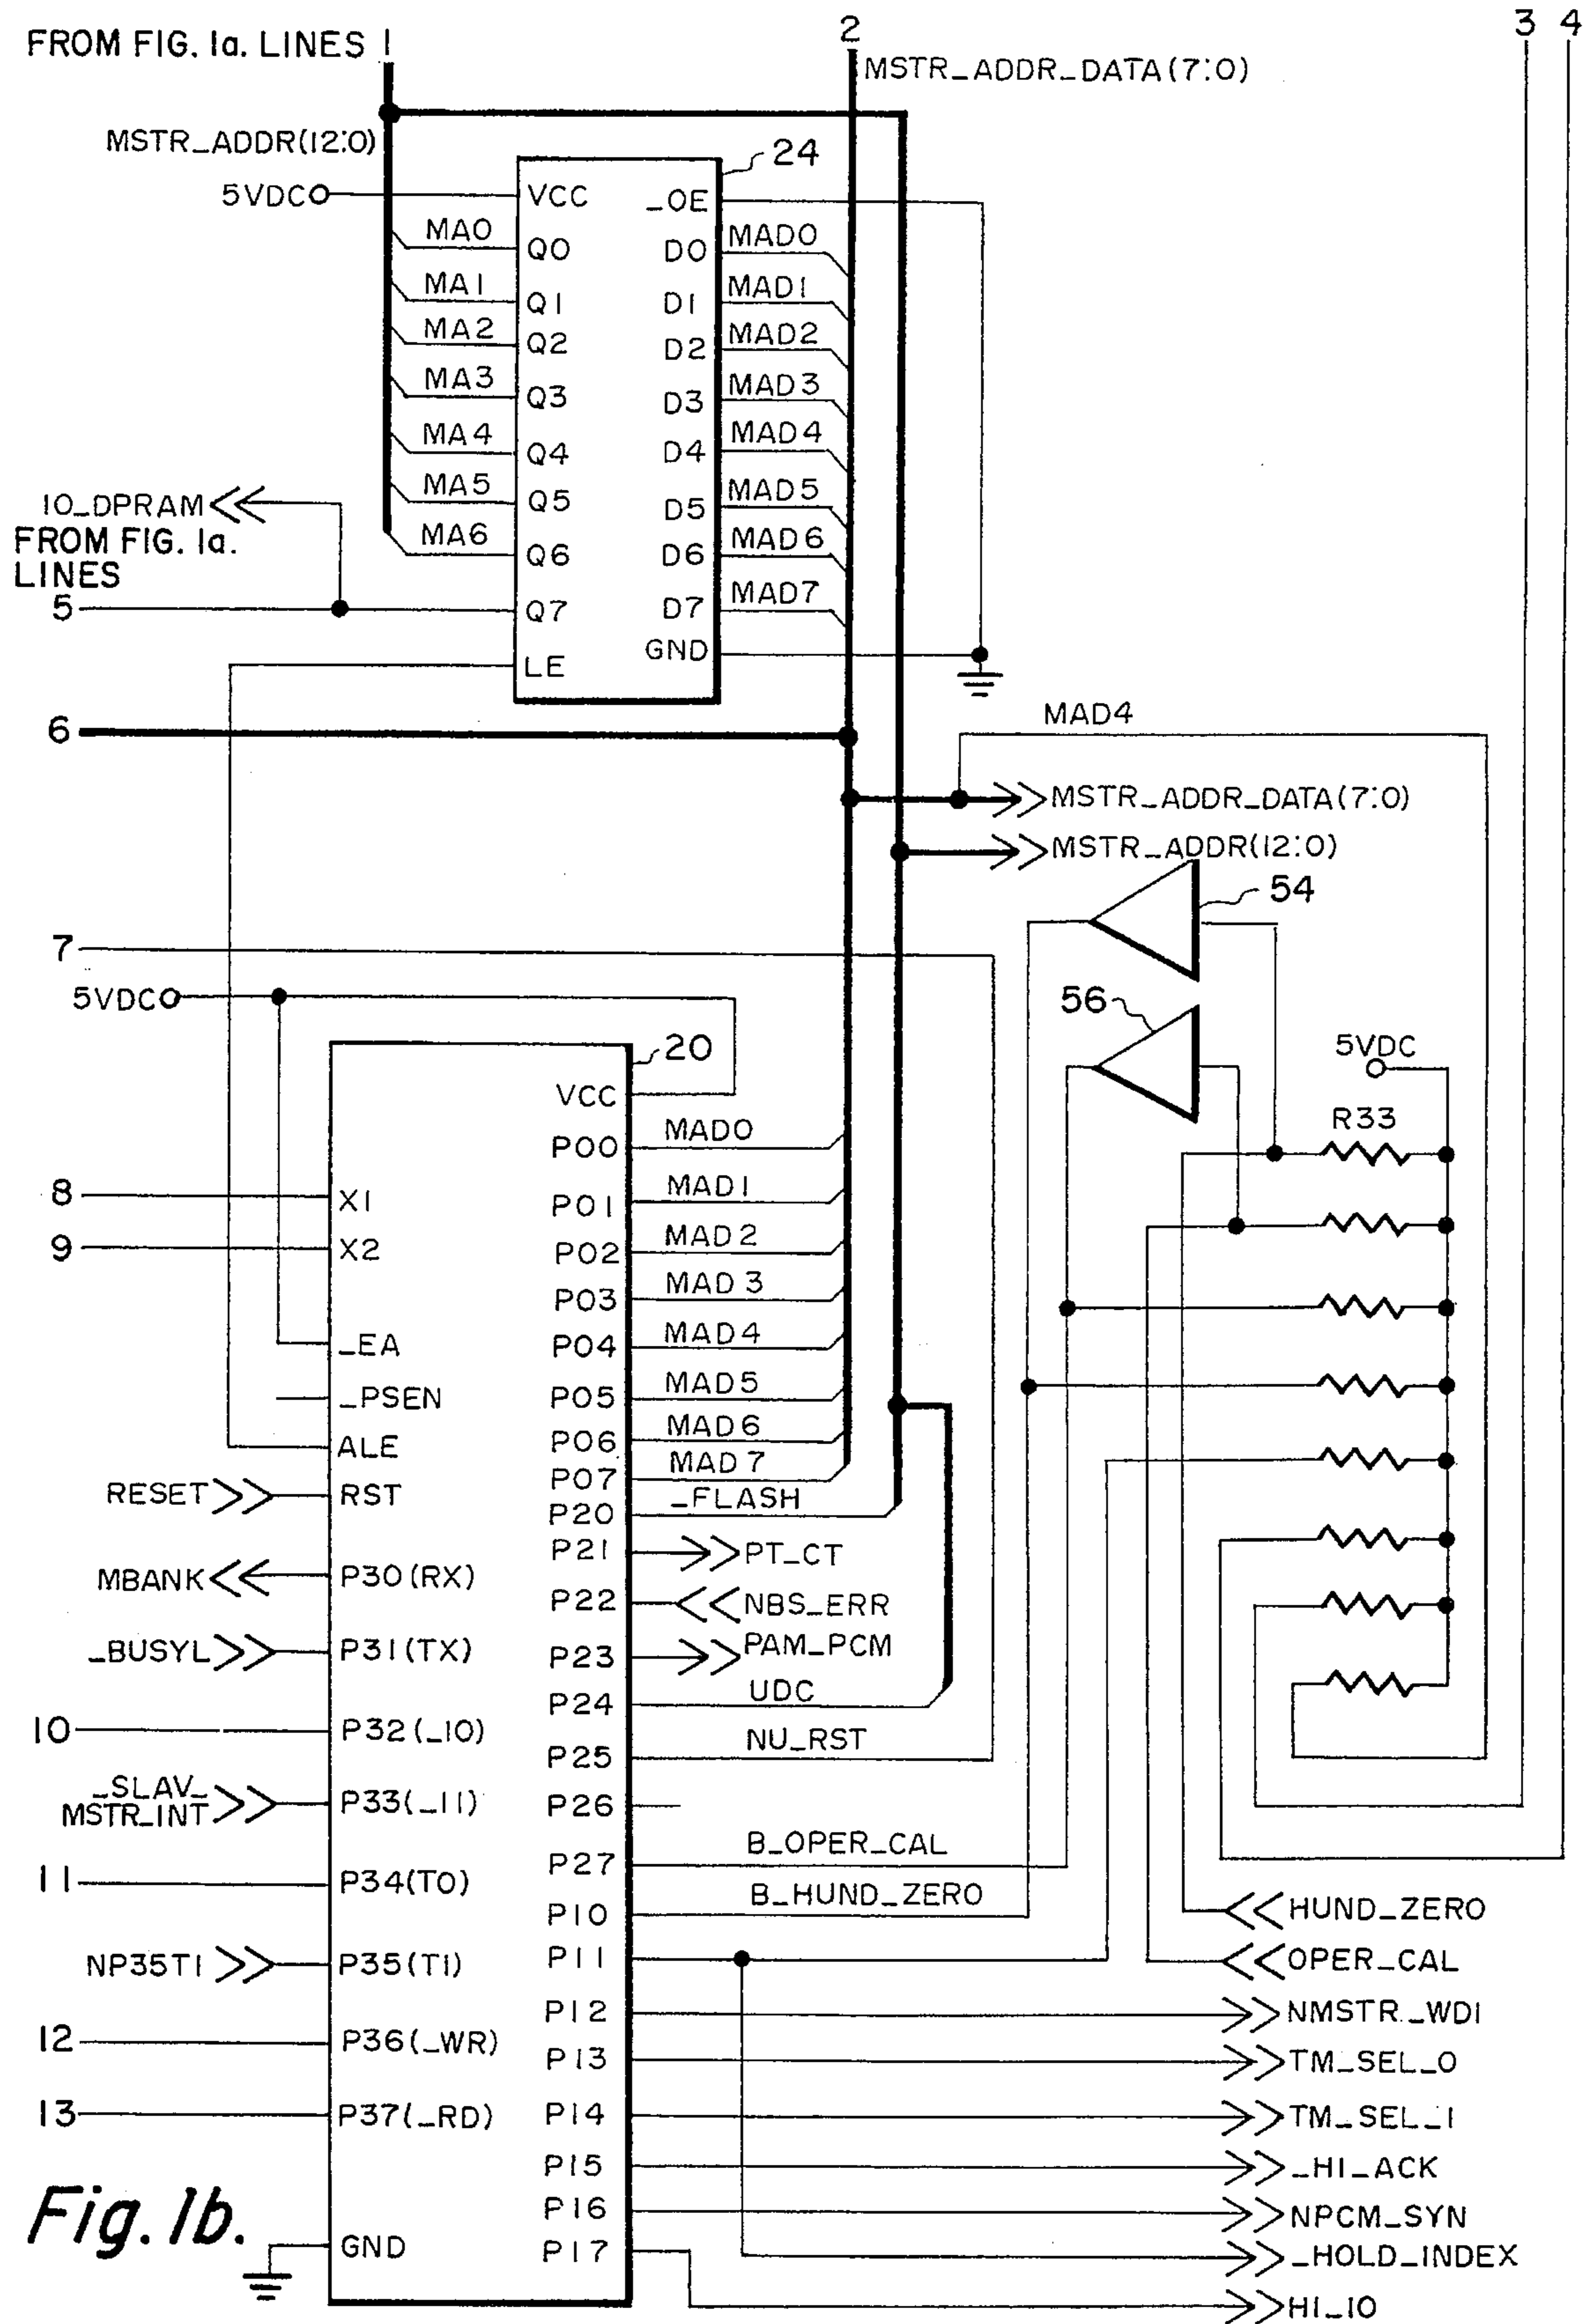 FROM FIG. 1a. LINES 1
2
3 4
MSTR_ADDR_DATA(7:0)
MSTR_ADDR(12:0)
24
5VDC
VCC
_OE
MA0
Q0
D0
MAD0
MA1
Q1
D1
MAD1
MA2
Q2
D2
MAD2
MA3
Q3
D3
MAD3
MA4
Q4
D4
MAD4
MA5
Q5
D5
MAD5
MA6
Q6
D6
MAD6
IO_DPRAM
FROM FIG. 1a.
LINES
5
Q7
D7
MAD7
LE
GND
6
MAD4
MSTR_ADDR_DATA(7:0)
MSTR_ADDR(12:0)
54
7
5VDC
56
20
5VDC
R33
VCC
P00
MAD0
8
X1
P01
MAD1
9
X2
P02
MAD2
P03
MAD3
_EA
P04
MAD4
_PSEN
P05
MAD5
ALE
P06
MAD6
P07
MAD7
RESET
RST
P20
_FLASH
P21
PT_CT
MBANK
P30(RX)
P22
NBS_ERR
_BUSYL
P31(TX)
P23
PAM_PCM
P24
UDC
10
P32(_IO)
P25
NU_RST
_SLAV_
MSTR_INT
P33(_I1)
P26
P27
B_OPER_CAL
11
P34(TO)
P10
B_HUND_ZERO
HUND_ZERO
NP35T1
P35(T1)
P11
OPER_CAL
P12
NMSTR_WDI
12
P36(_WR)
P13
TM_SEL_0
13
P37(_RD)
P14
TM_SEL_1
P15
_HI_ACK
P16
NPCM_SYN
GND
P17
_HOLD_INDEX
HI_IO
Fig. 1b.